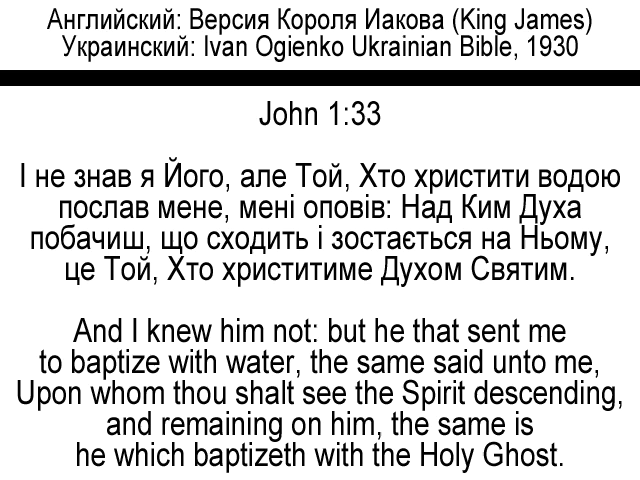 Английский: Версия Короля Иакова (King James)
Украинский: Ivan Ogienko Ukrainian Bible, 1930
John 1:33
І не знав я Його, але Той, Хто христити водою
послав мене, мені оповів: Над Ким Духа
побачиш, що сходить і зостається на Ньому,
це Той, Хто христитиме Духом Святим.
And I knew him not: but he that sent me
to baptize with water, the same said unto me,
Upon whom thou shalt see the Spirit descending,
and remaining on him, the same is
he which baptizeth with the Holy Ghost.